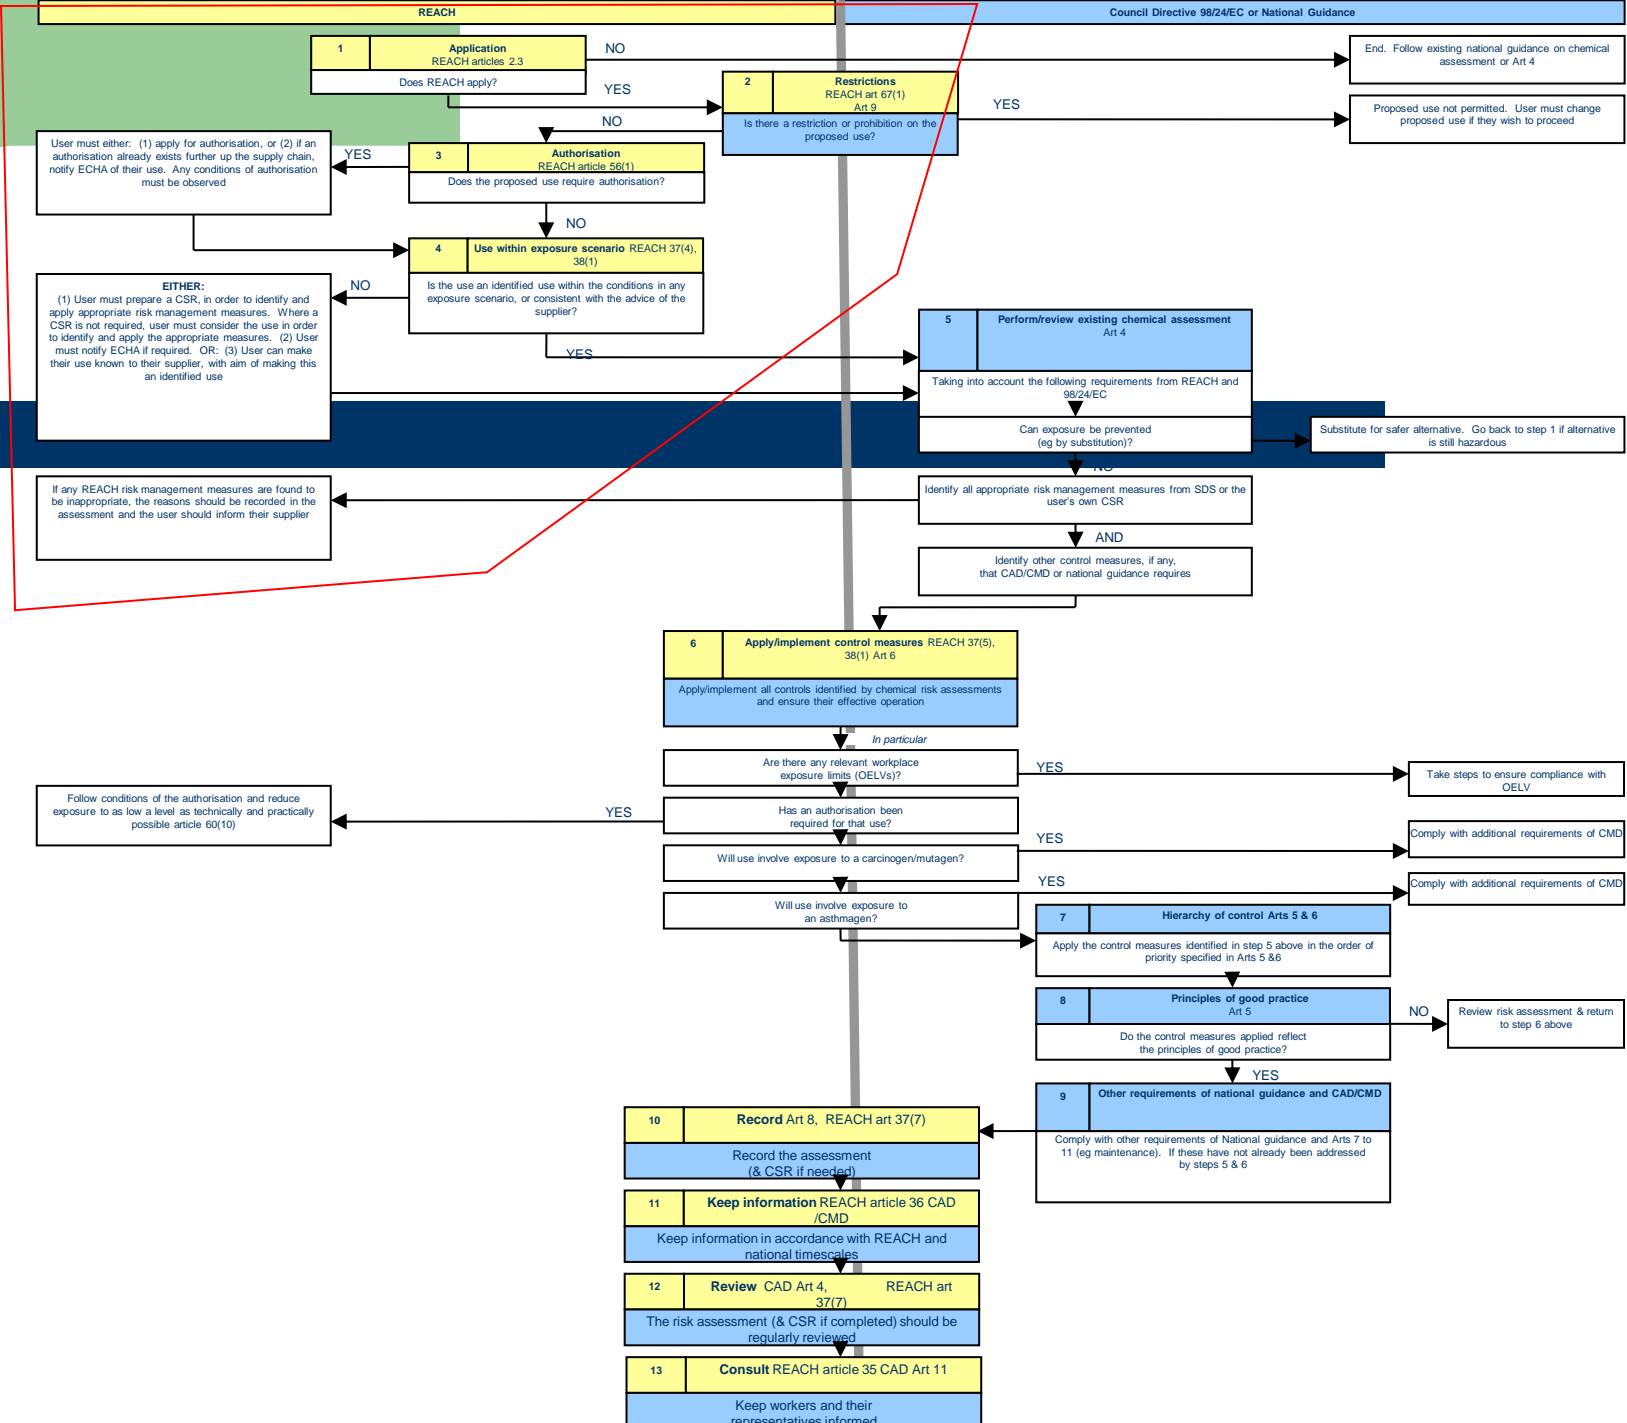 REACH
Council Directive 98/24/EC or National Guidance
1
Application
REACH articles 2.3
Does REACH apply?
NO
End. Follow existing national guidance on chemical
assessment or Art 4
YES
2
Restrictions
REACH art 67(1)
Art 9
Is there a restriction or prohibition on the
proposed use?
YES
Proposed use not permitted. User must change
proposed use if they wish to proceed
NO
3
Authorisation
REACH article 56(1)
Does the proposed use require authorisation?
YES
User must either: (1) apply for authorisation, or (2) if an
authorisation already exists further up the supply chain,
notify ECHA of their use. Any conditions of authorisation
must be observed
NO
4
Use within exposure scenario REACH 37(4),
38(1)
Is the use an identified use within the conditions in any
exposure scenario, or consistent with the advice of the
supplier?
NO
EITHER:
(1) User must prepare a CSR, in order to identify and
apply appropriate risk management measures. Where a
CSR is not required, user must consider the use in order
to identify and apply the appropriate measures. (2) User
must notify ECHA if required. OR: (3) User can make
their use known to their supplier, with aim of making this
an identified use
YES
5
Perform/review existing chemical assessment
Art 4
Taking into account the following requirements from REACH and
98/24/EC
Can exposure be prevented
(eg by substitution)?
Substitute for safer alternative. Go back to step 1 if alternative
is still hazardous
NO
Identify all appropriate risk management measures from SDS or the
user's own CSR
If any REACH risk management measures are found to
be inappropriate, the reasons should be recorded in the
assessment and the user should inform their supplier
AND
Identify other control measures, if any,
that CAD/CMD or national guidance requires
6
Apply/implement control measures REACH 37(5),
38(1) Art 6
Apply/implement all controls identified by chemical risk assessments
and ensure their effective operation
In particular
Are there any relevant workplace
exposure limits (OELVs)?
YES
Take steps to ensure compliance with
OELV
Has an authorisation been
required for that use?
YES
Follow conditions of the authorisation and reduce
exposure to as low a level as technically and practically
possible article 60(10)
Will use involve exposure to a carcinogen/mutagen?
YES
Comply with additional requirements of CMD
Will use involve exposure to
an asthmagen?
YES
Comply with additional requirements of CMD
7
Hierarchy of control Arts 5 & 6
Apply the control measures identified in step 5 above in the order of
priority specified in Arts 5 &6
8
Principles of good practice
Art 5
Do the control measures applied reflect
the principles of good practice?
NO
Review risk assessment & return
to step 6 above
YES
9
Other requirements of national guidance and CAD/CMD
Comply with other requirements of National guidance and Arts 7 to
11 (eg maintenance). If these have not already been addressed
by steps 5 & 6
10
Record Art 8, REACH art 37(7)
Record the assessment
(& CSR if needed)
11
Keep information REACH article 36 CAD
/CMD
Keep information in accordance with REACH and
national timescales
12
Review CAD Art 4, REACH art
37(7)
The risk assessment (& CSR if completed) should be
regularly reviewed
13
Consult REACH article 35 CAD Art 11
Keep workers and their
representatives informed